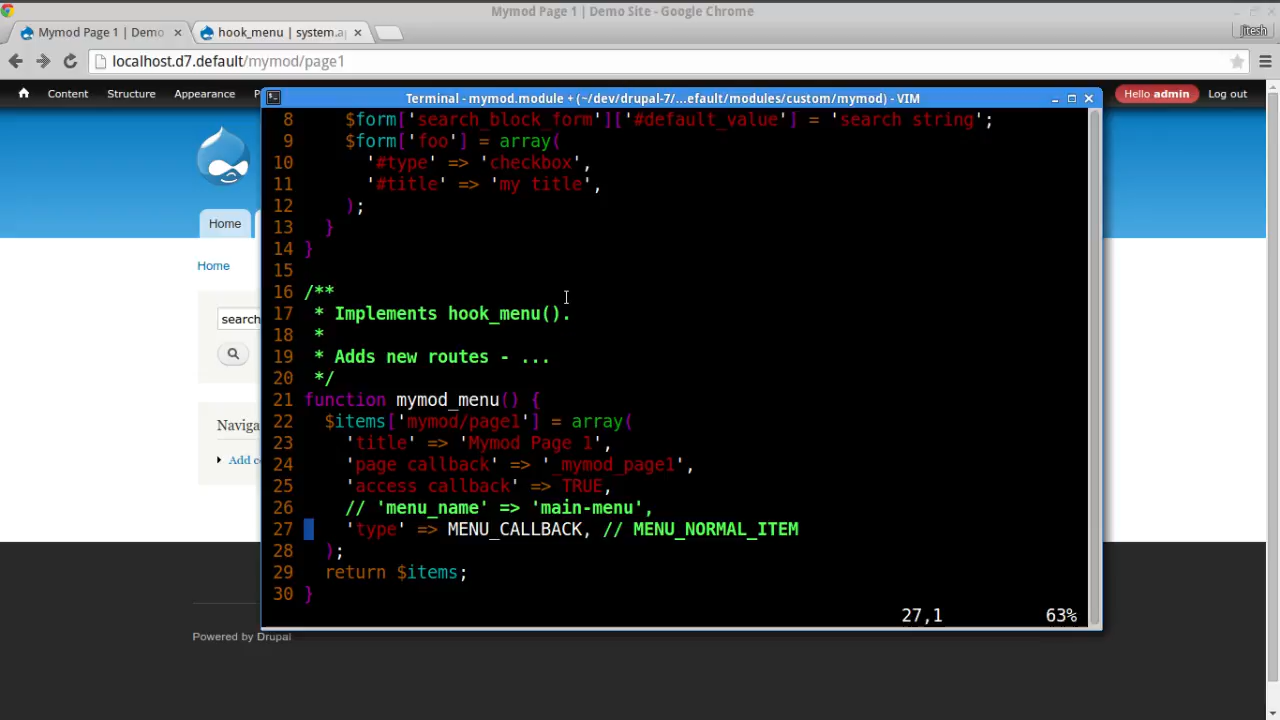 Mymod Page 1 | Demo Site - Google Chrome
Mymod Page 1 | Demo × hook_menu | system.a ×
jitesh
localhost.d7.default/mymod/page1
Content Structure Appearance P Hello admin Log out
Terminal - mymod.module + (~/dev/drupal-7/...efault/modules/custom/mymod) - VIM
8 $form['search_block_form']['#default_value'] = 'search string';
9 $form['foo'] = array(
10 '#type' => 'checkbox',
11 '#title' => 'my title',
12 );
13 }
14 }
15
16 /**
17 * Implements hook_menu().
18 *
19 * Adds new routes - ...
20 */
21 function mymod_menu() {
22 $items['mymod/page1'] = array(
23 'title' => 'Mymod Page 1',
24 'page callback' => '_mymod_page1',
25 'access callback' => TRUE,
26 // 'menu_name' => 'main-menu',
27 'type' => MENU_CALLBACK, // MENU_NORMAL_ITEM
28 );
29 return $items;
30 }
27,1 63%
Home
Home
search
Naviga
Add co
Powered by Drupal